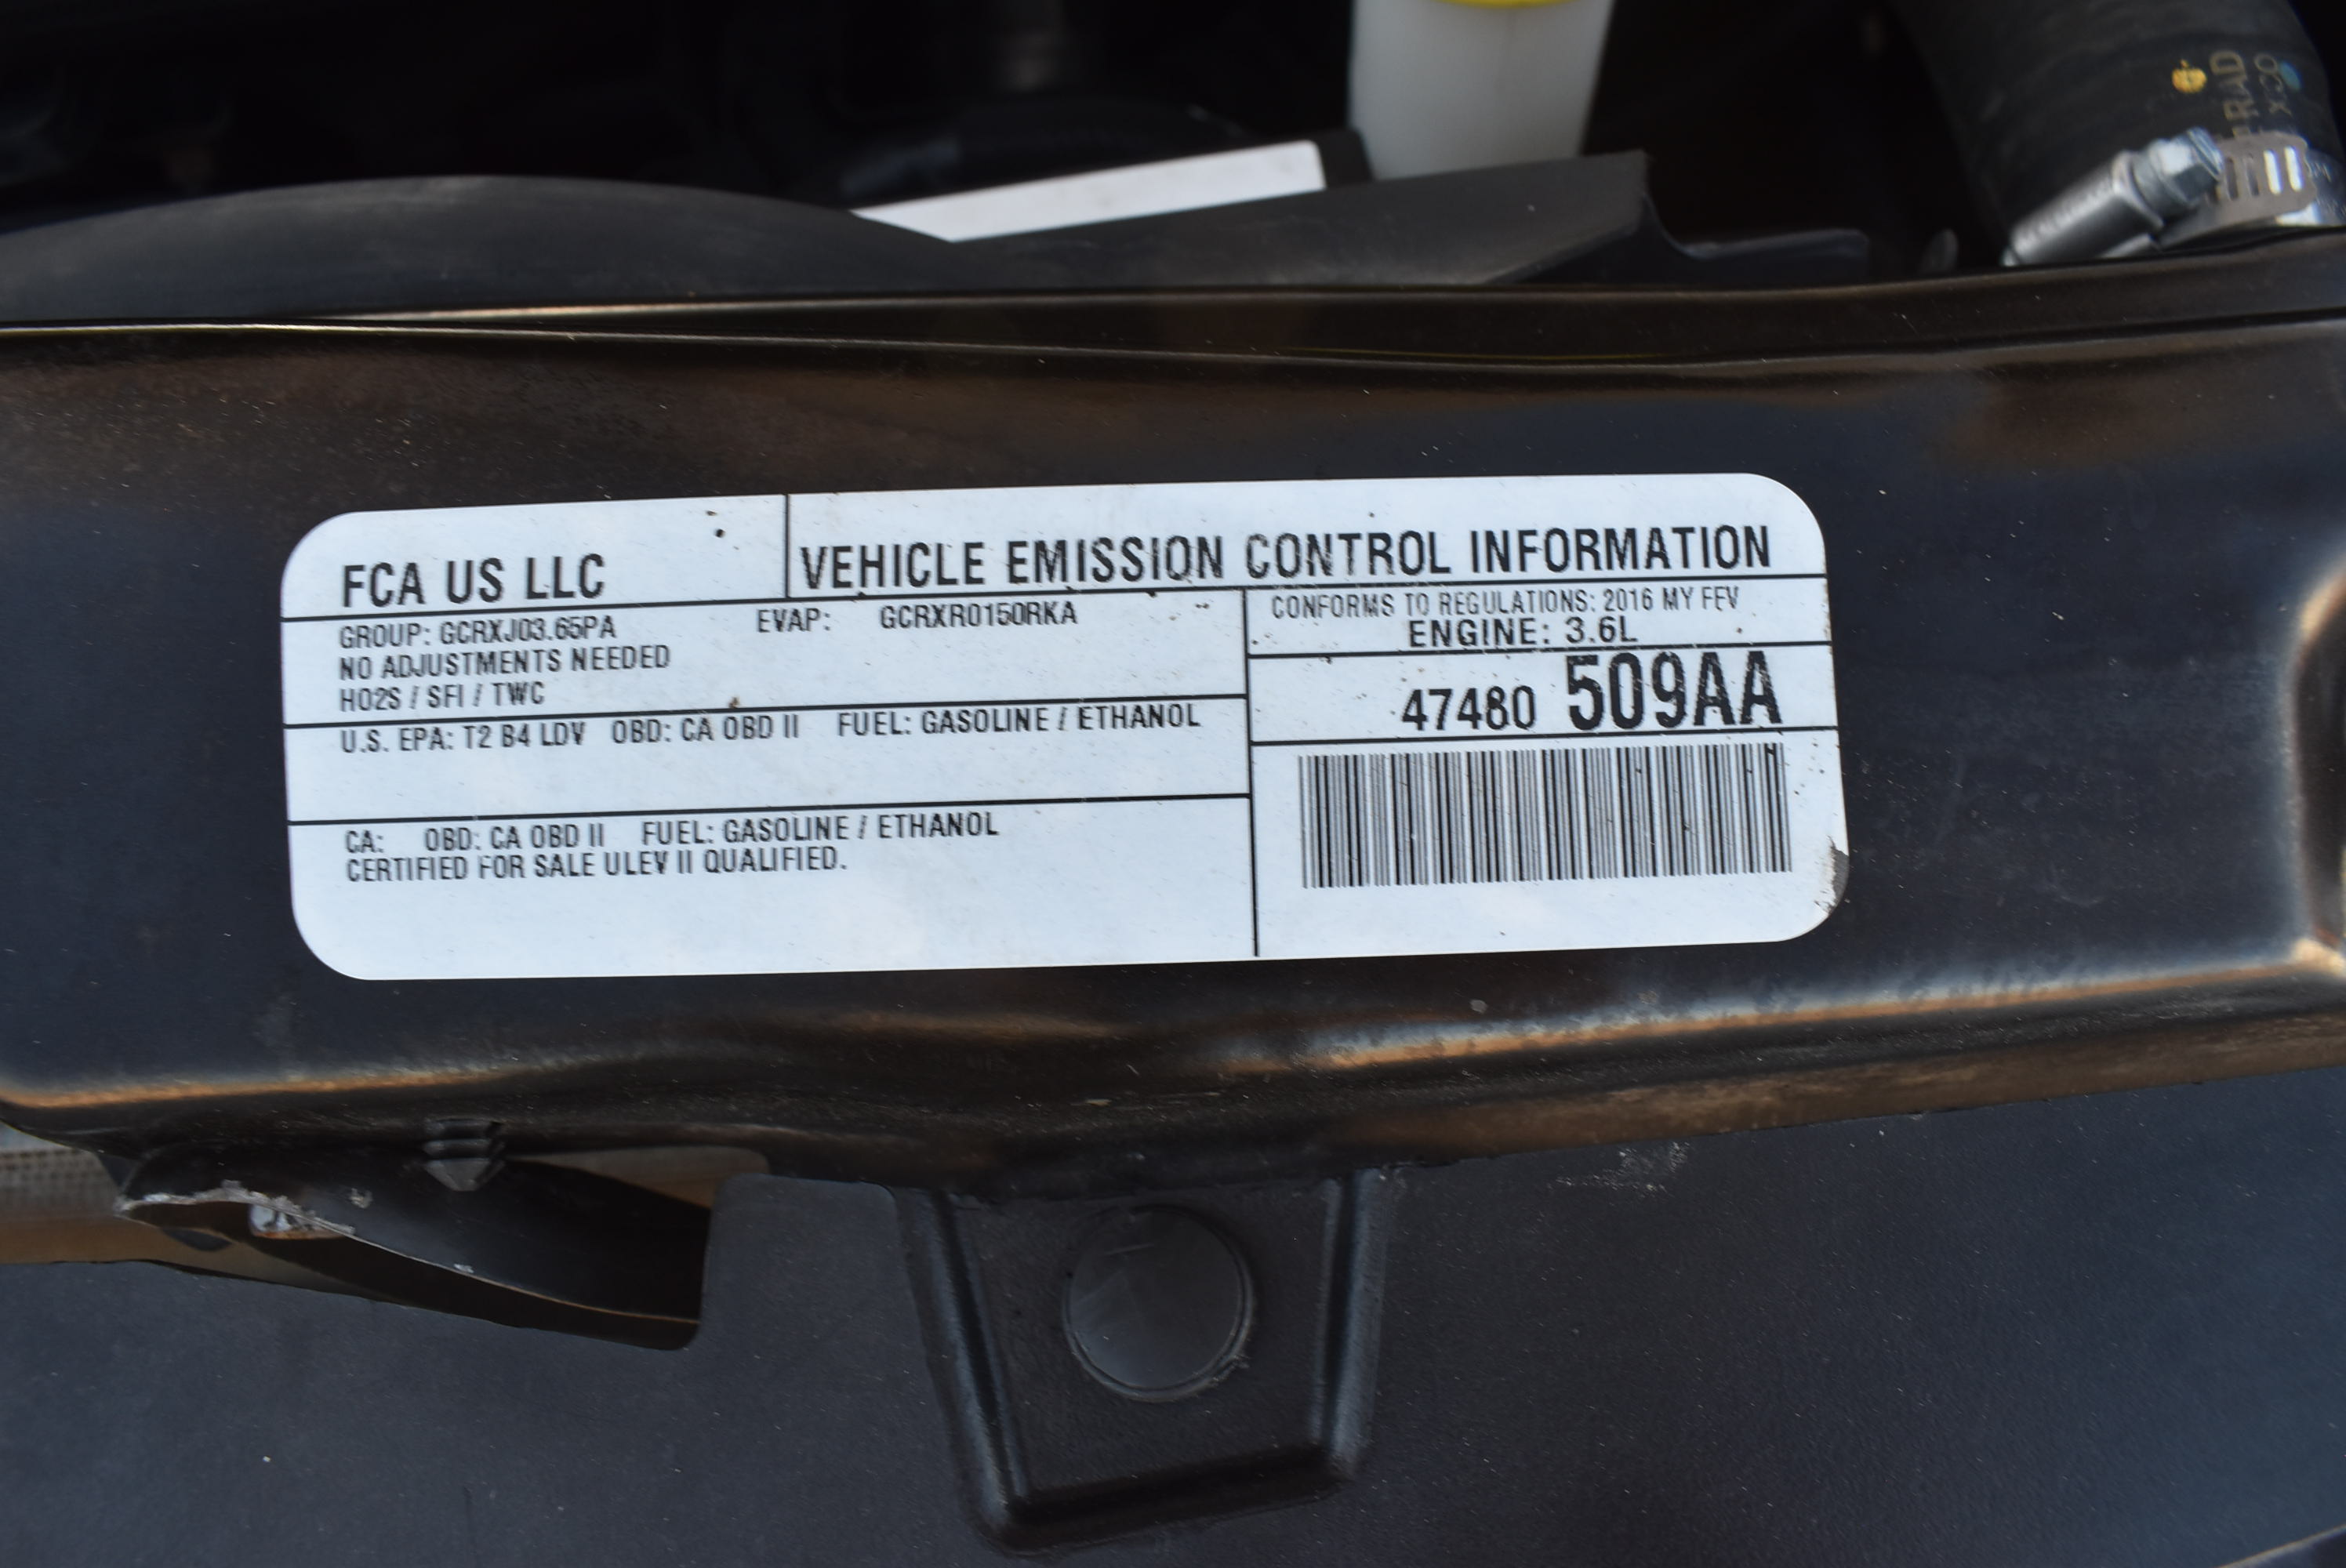 FCA US LLC
VEHICLE EMISSION CONTROL INFORMATION
GROUP: GCRXJ03.65PA EVAP: GCRXR0150RKA
NO ADJUSTMENTS NEEDED
HO2S / SFI / TWC
U.S. EPA: T2 B4 LDV OBD: CA OBD II FUEL: GASOLINE / ETHANOL
CA: OBD: CA OBD II FUEL: GASOLINE / ETHANOL
CERTIFIED FOR SALE ULEV II QUALIFIED.
CONFORMS TO REGULATIONS: 2016 MY FFV
ENGINE: 3.6L
47480 509AA